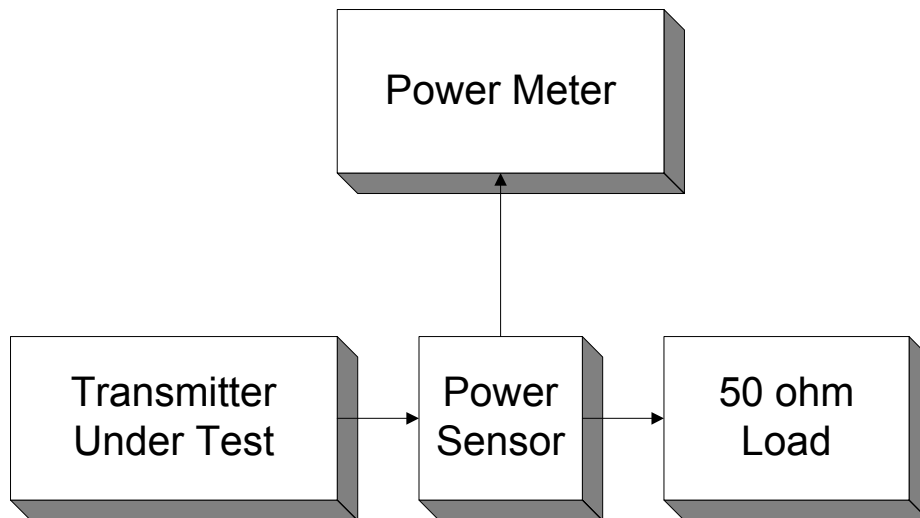 Power Meter
Transmitter
Under Test
Power
Sensor
50 ohm
Load